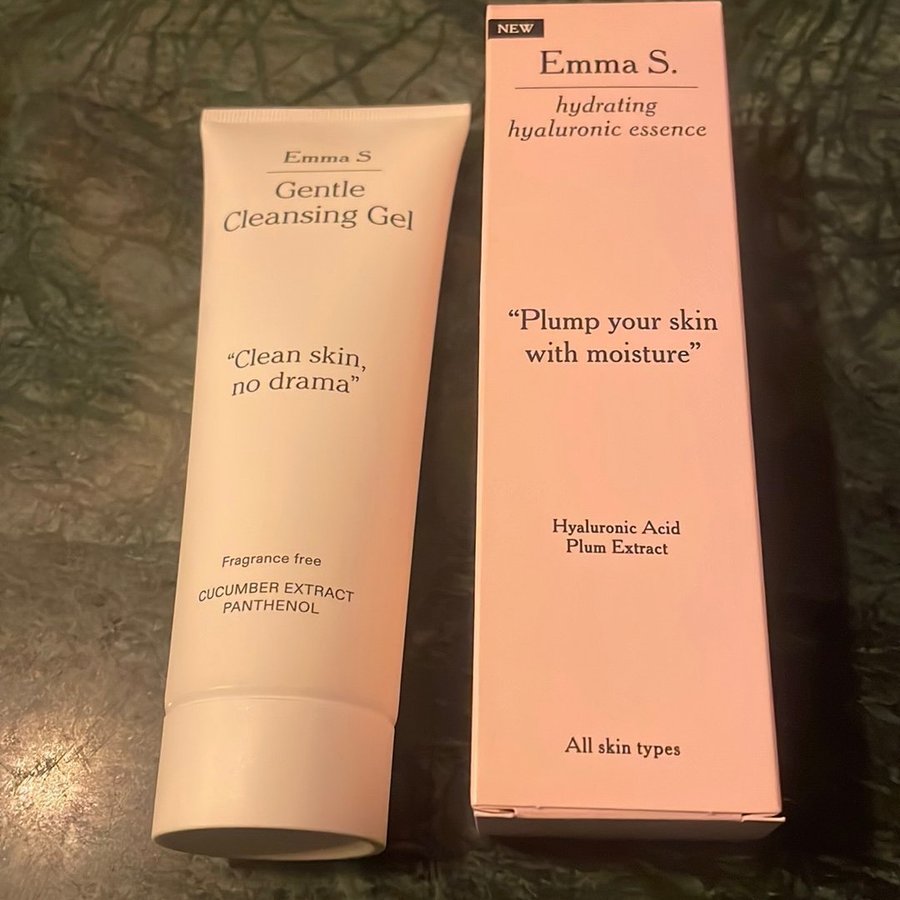 Emma S
Gentle
Cleansing Gel
“Clean skin,
no drama”
Fragrance free
CUCUMBER EXTRACT
PANTHENOL
NEW
Emma S.
hydrating
hyaluronic essence
“Plump your skin
with moisture”
Hyaluronic Acid
Plum Extract
All skin types